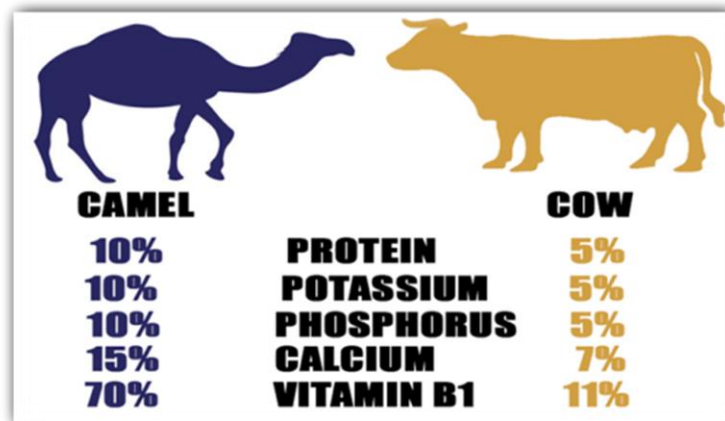 CAMEL COW
10% PROTEIN 5%
10% POTASSIUM 5%
10% PHOSPHORUS 5%
15% CALCIUM 7%
70% VITAMIN B1 11%